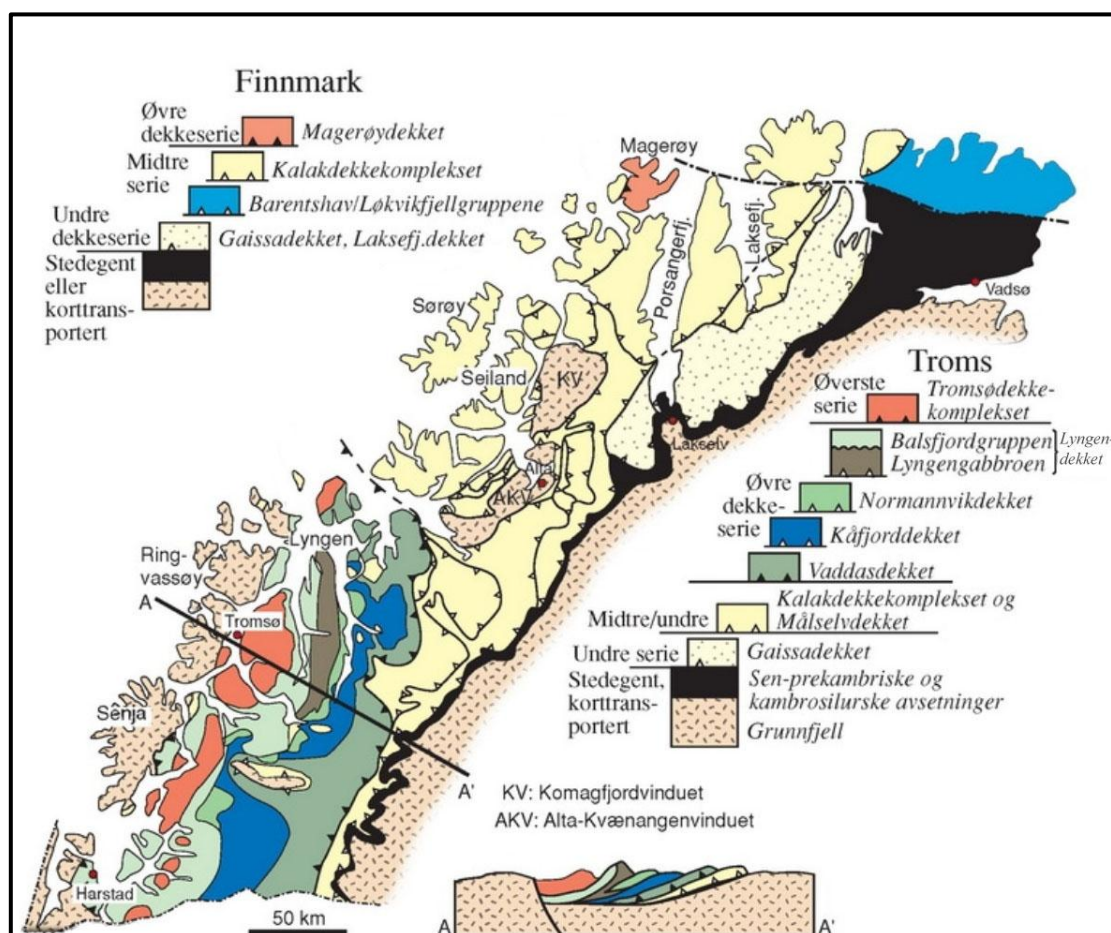 Finnmark
Øvre
dekkeserie
Magerøydekket
Midtre
serie
Kalakdekkekomplekset
Barentshav/Løkvikfjellgruppene
Undre
dekkeserie
Gaissadekket, Laksefj.dekket
Stedegent
eller
korttrans-
portert
Magerøy
Porsangerfj.
Laksefj.
Vadsø
Sørøy
Seiland
KV
Alta
AKV
Lakselv
Lyngen
Ring-
vassøy
A
Tromsø
Senja
A'
Harstad
50 km
Troms
Øverste
serie
Tromsødekke-
komplekset
Balsfjordgruppen
Lyngengabbroen
Lyngen-
dekket
Øvre
dekke-
serie
Normannvikdekket
Kåfjorddekket
Vaddasdekket
Midtre/undre
Kalakdekkekomplekset og
Målselvdekket
Undre serie
Gaissadekket
Stedegent,
korttrans-
portert
Sen-prekambriske og
kambrosilurske avsetninger
Grunnfjell
KV: Komagfjordvinduet
AKV: Alta-Kvænangenvinduet
A
A'